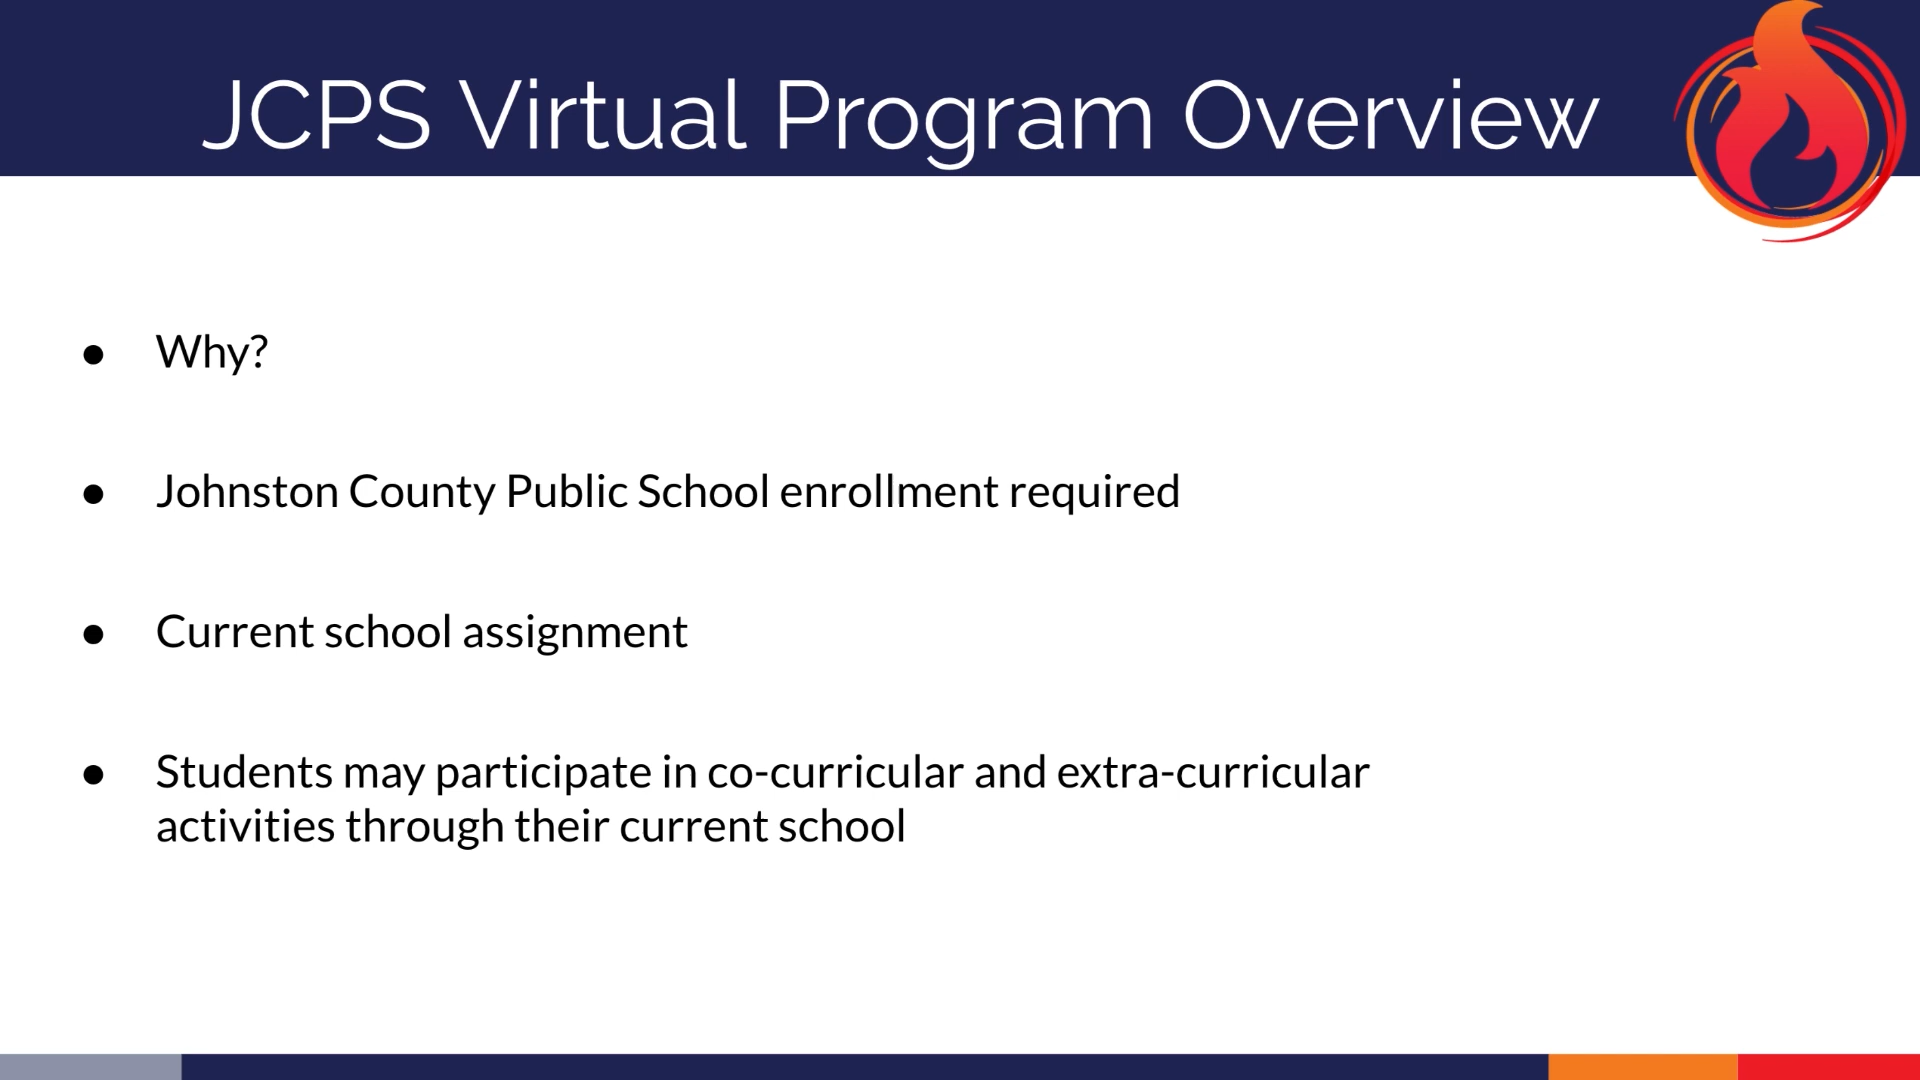 JCPS Virtual Program Overview
● Why?
● Johnston County Public School enrollment required
● Current school assignment
● Students may participate in co-curricular and extra-curricular
activities through their current school